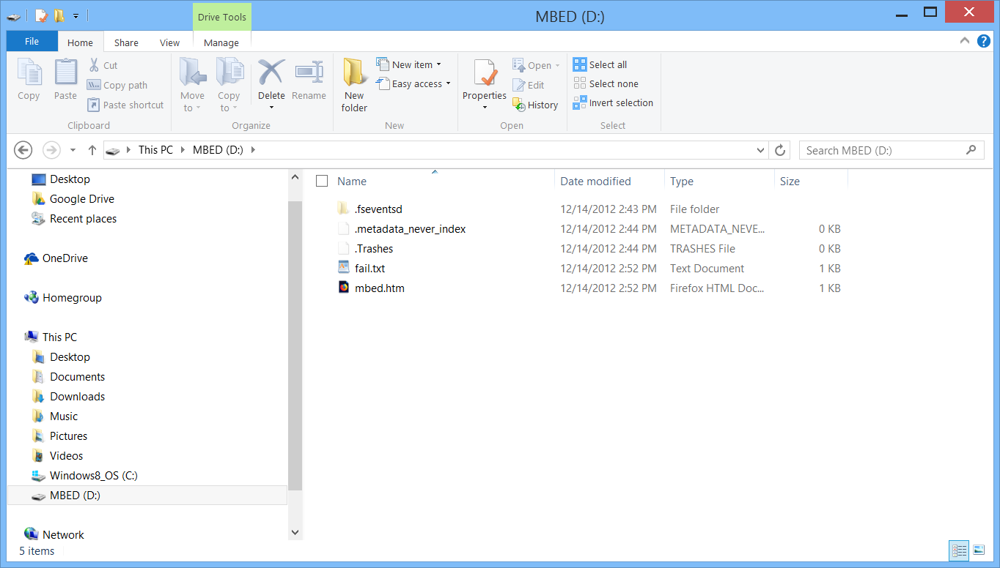 Drive Tools
MBED (D:)
File
Home
Share
View
Manage
?
Copy
Paste
Cut
Copy path
Paste shortcut
Clipboard
Move to
Copy to
Delete
Rename
Organize
New folder
New item
Easy access
New
Properties
Open
Edit
History
Open
Select all
Select none
Invert selection
Select
This PC
MBED (D:)
Search MBED (D:)
Desktop
Google Drive
Recent places
OneDrive
Homegroup
This PC
Desktop
Documents
Downloads
Music
Pictures
Videos
Windows8_OS (C:)
MBED (D:)
Network
Name Date modified Type Size
.fseventsd 12/14/2012 2:43 PM File folder
.metadata_never_index 12/14/2012 2:44 PM METADATA_NEVE... 0 KB
.Trashes 12/14/2012 2:44 PM TRASHES File 0 KB
fail.txt 12/14/2012 2:52 PM Text Document 1 KB
mbed.htm 12/14/2012 2:52 PM Firefox HTML Doc... 1 KB
5 items